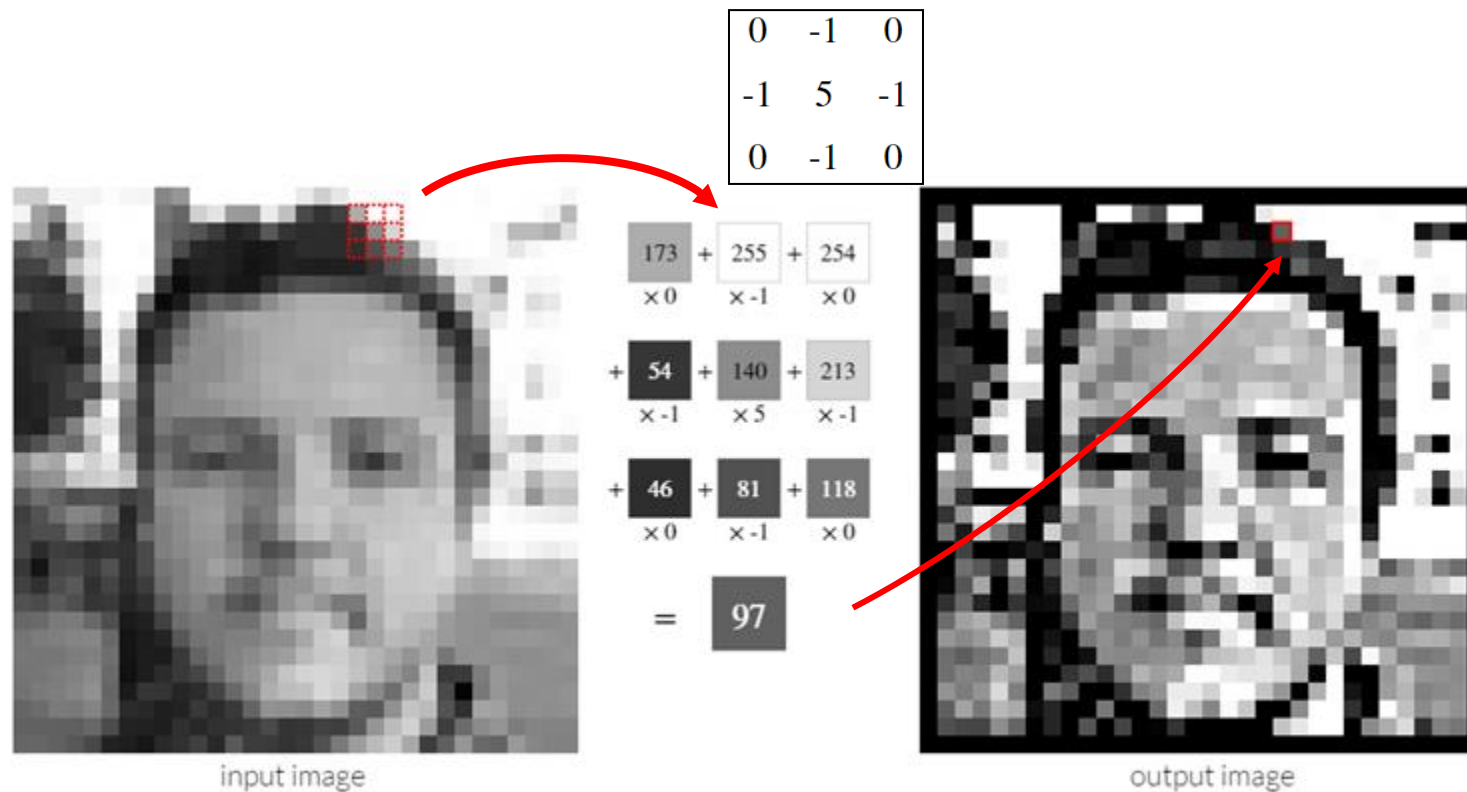 0 -1 0
-1 5 -1
0 -1 0
173 + 255 + 254
× 0 × -1 × 0
+ 54 + 140 + 213
× -1 × 5 × -1
+ 46 + 81 + 118
× 0 × -1 × 0
= 97
input image
output image